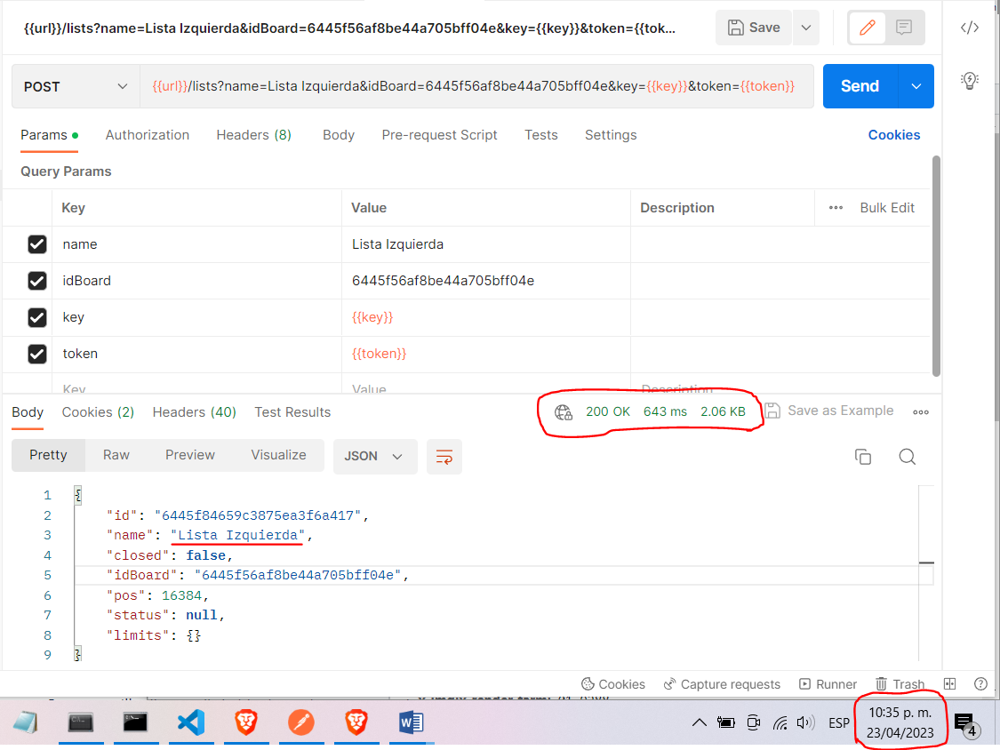 {{url}}/lists?name=Lista Izquierda&idBoard=6445f56af8be44a705bff04e&key={{key}}&token={{tok...
Save
POST
{{url}}/lists?name=Lista Izquierda&idBoard=6445f56af8be44a705bff04e&key={{key}}&token={{token}}
Send
Params Authorization Headers (8) Body Pre-request Script Tests Settings Cookies
Query Params
Key Value Description Bulk Edit
name Lista Izquierda
idBoard 6445f56af8be44a705bff04e
key {{key}}
token {{token}}
Key Value Description
Body Cookies (2) Headers (40) Test Results 200 OK 643 ms 2.06 KB Save as Example
Pretty Raw Preview Visualize JSON
1 {
2 "id": "6445f84659c3875ea3f6a417",
3 "name": "Lista Izquierda",
4 "closed": false,
5 "idBoard": "6445f56af8be44a705bff04e",
6 "pos": 16384,
7 "status": null,
8 "limits": {}
9 }
Cookies Capture requests Runner Trash
ESP 10:35 p. m.
23/04/2023
4